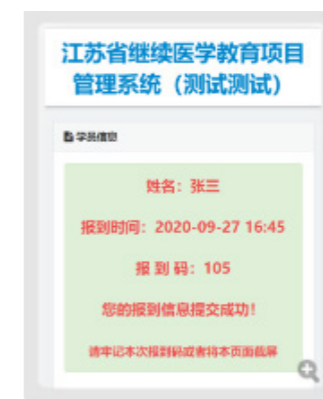 江苏省继续医学教育项目
管理系统（测试测试）
学员信息
姓名：张三
报到时间：2020-09-27 16:45
报 到 码：105
您的报到信息提交成功！
请牢记本次报到码或者将本页面截屏